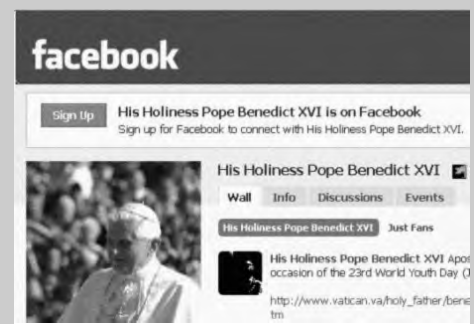 facebook
Sign Up
His Holiness Pope Benedict XVI is on Facebook
Sign up for Facebook to connect with His Holiness Pope Benedict XVI.
His Holiness Pope Benedict XVI
Wall Info Discussions Events
His Holiness Pope Benedict XVI Just Fans
His Holiness Pope Benedict XVI Apos
occasion of the 23rd World Youth Day (
http://www.vatican.va/holy_father/bene
tm